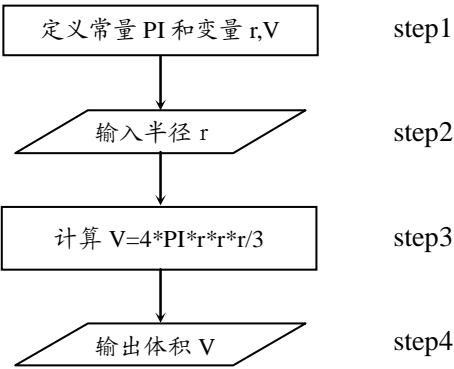 定义常量 PI 和变量 r,V step1
输入半径 r step2
计算 V=4*PI*r*r*r/3 step3
输出体积 V step4